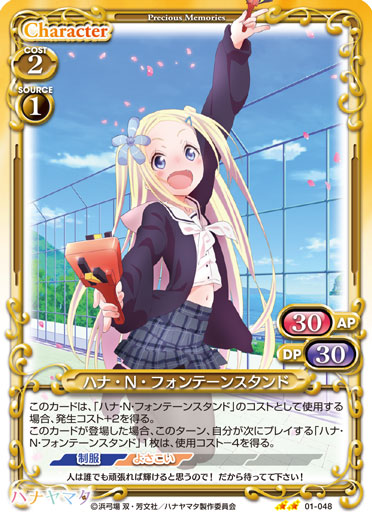 Precious Memories
Character
COST
2
SOURCE
1
30 AP
DP 30
ハナ・N・フォンテーンスタンド
このカードは、「ハナ・N・フォンテーンスタンド」のコストとして使用する
場合、発生コスト+2を得る。
このカードが登場した場合、このターン、自分が次にプレイする「ハナ・
N・フォンテーンスタンド」1枚は、使用コスト-4を得る。
制服 よさこい
人は誰でも頑張れば輝けると思うので! だから待ってて下さい!
ハナヤマタ
©浜弓場 双・芳文社/ハナヤマタ製作委員会
01-048